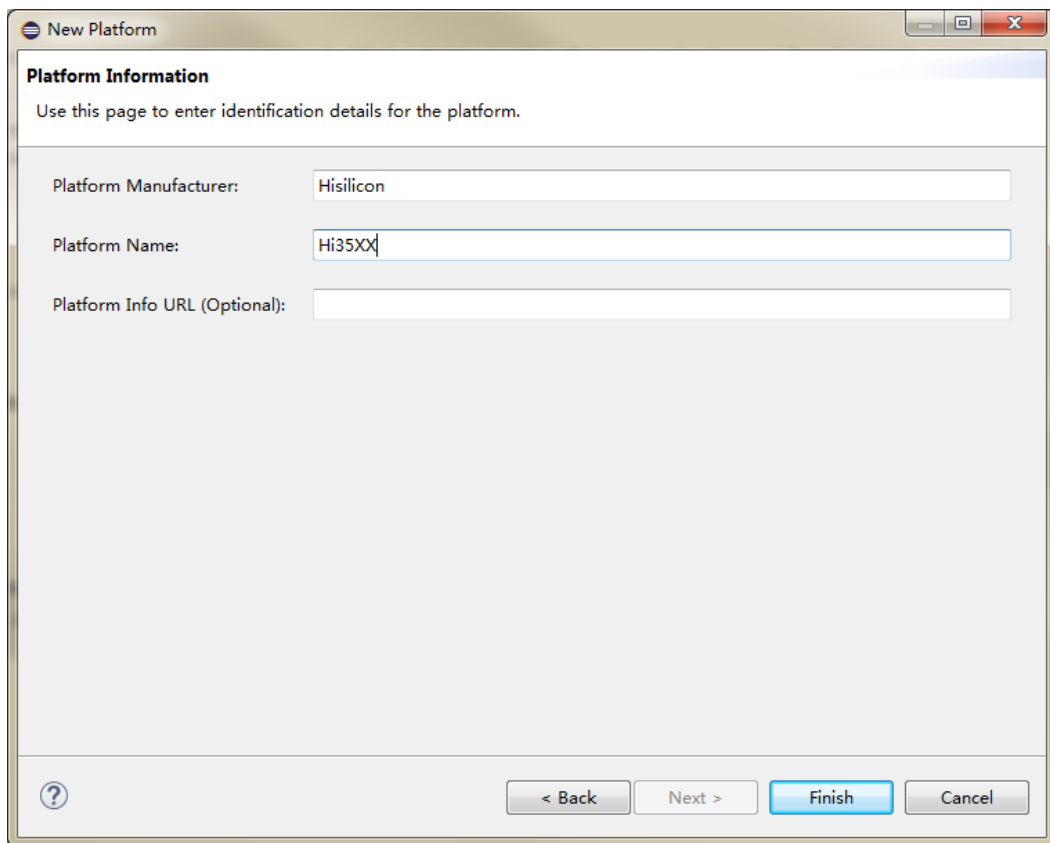 New Platform
Platform Information
Use this page to enter identification details for the platform.
Platform Manufacturer: Hisilicon
Platform Name: Hi35XX
Platform Info URL (Optional):
? < Back Next > Finish Cancel